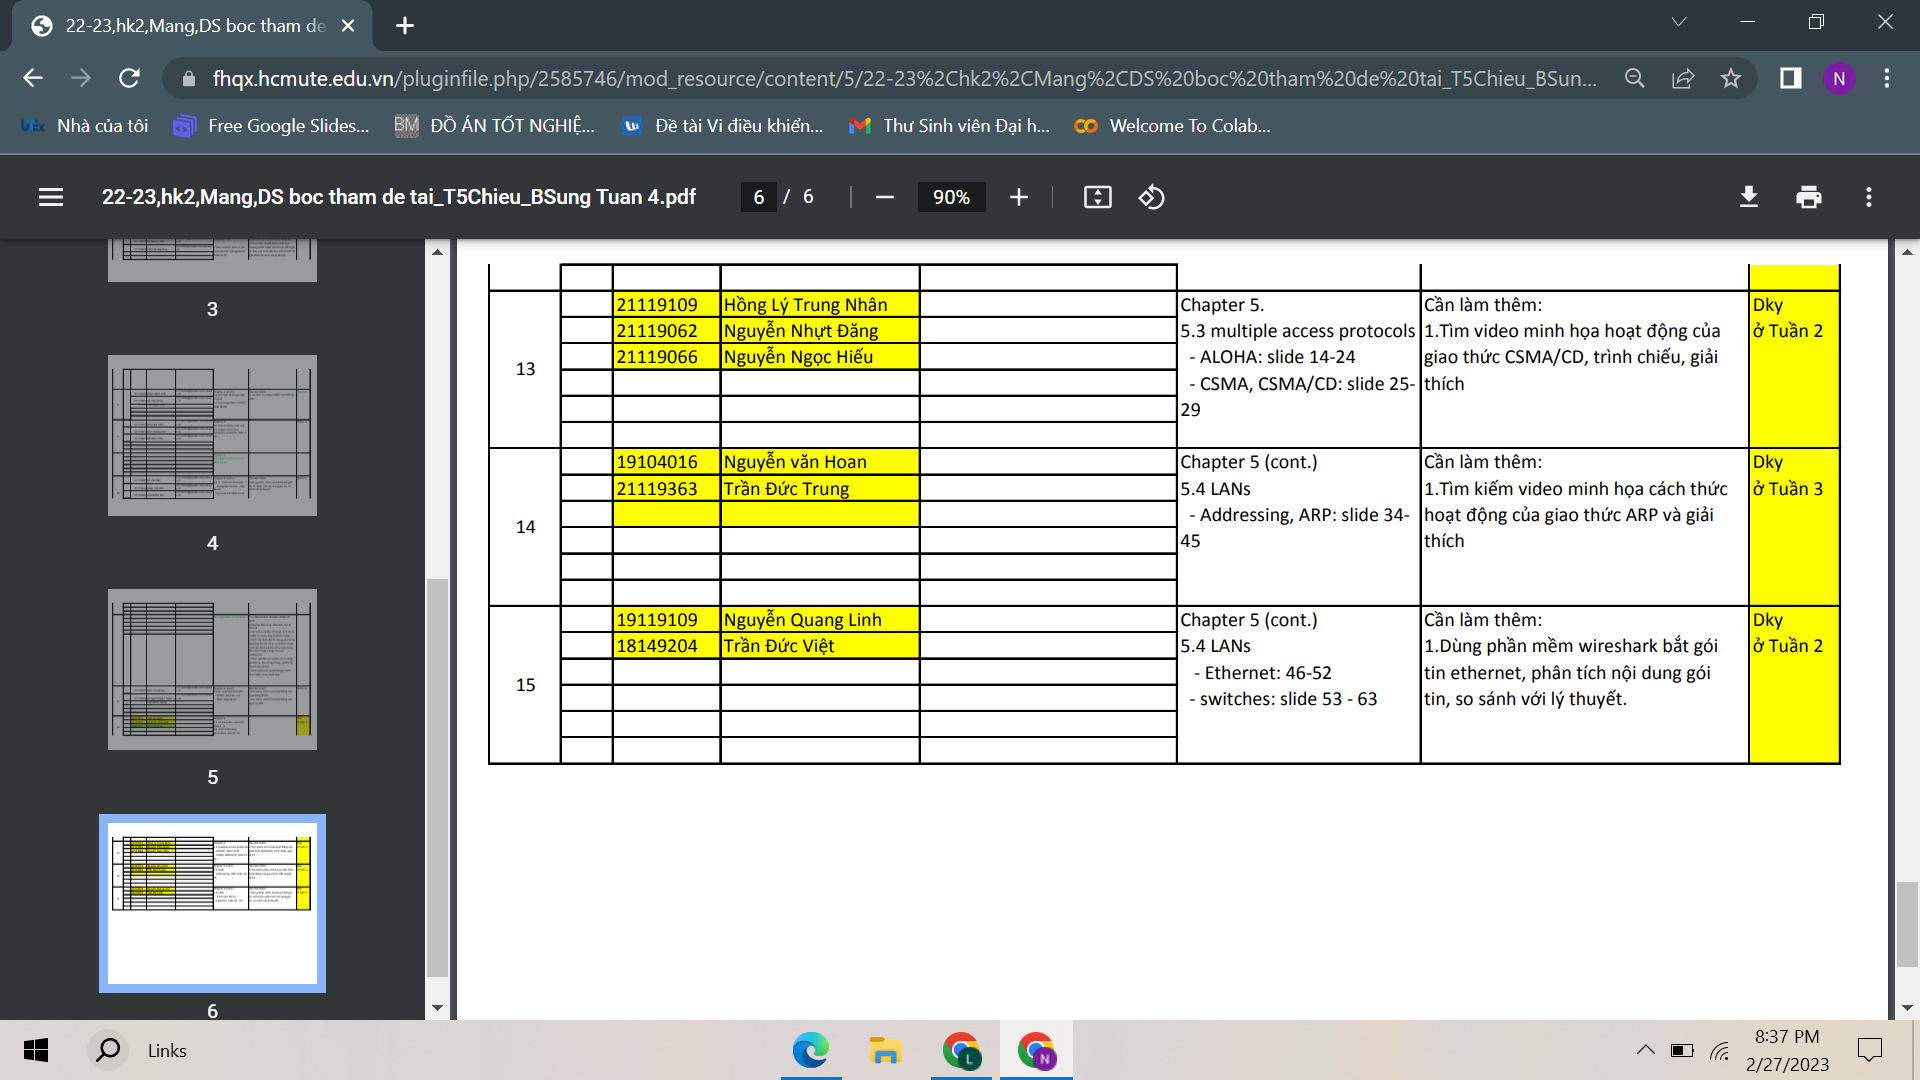 22-23,hk2,Mang,DS boc tham de
fhqx.hcmute.edu.vn/pluginfile.php/2585746/mod_resource/content/5/22-23%2Chk2%2CMang%2CDS%20boc%20tham%20de%20tai_T5Chieu_BSun...
N
Nhà của tôi
Free Google Slides...
BM
ĐỒ ÁN TỐT NGHIỆ...
Đề tài Vi điều khiển...
Thư Sinh viên Đại h...
Welcome To Colab...
22-23,hk2,Mang,DS boc tham de tai_T5Chieu_BSung Tuan 4.pdf
6 / 6
90%
3
4
5
6
13
21119109 Hồng Lý Trung Nhân
21119062 Nguyễn Nhựt Đăng
21119066 Nguyễn Ngọc Hiếu
Chapter 5.
5.3 multiple access protocols
- ALOHA: slide 14-24
- CSMA, CSMA/CD: slide 25-
29
Cần làm thêm:
1.Tìm video minh họa hoạt động của
giao thức CSMA/CD, trình chiếu, giải
thích
Dky
ở Tuần 2
14
19104016 Nguyễn văn Hoan
21119363 Trần Đức Trung
Chapter 5 (cont.)
5.4 LANs
- Addressing, ARP: slide 34-
45
Cần làm thêm:
1.Tìm kiếm video minh họa cách thức
hoạt động của giao thức ARP và giải
thích
Dky
ở Tuần 3
15
19119109 Nguyễn Quang Linh
18149204 Trần Đức Việt
Chapter 5 (cont.)
5.4 LANs
- Ethernet: 46-52
- switches: slide 53 - 63
Cần làm thêm:
1.Dùng phần mềm wireshark bắt gói
tin ethernet, phân tích nội dung gói
tin, so sánh với lý thuyết.
Dky
ở Tuần 2
Links
L
N
8:37 PM
2/27/2023